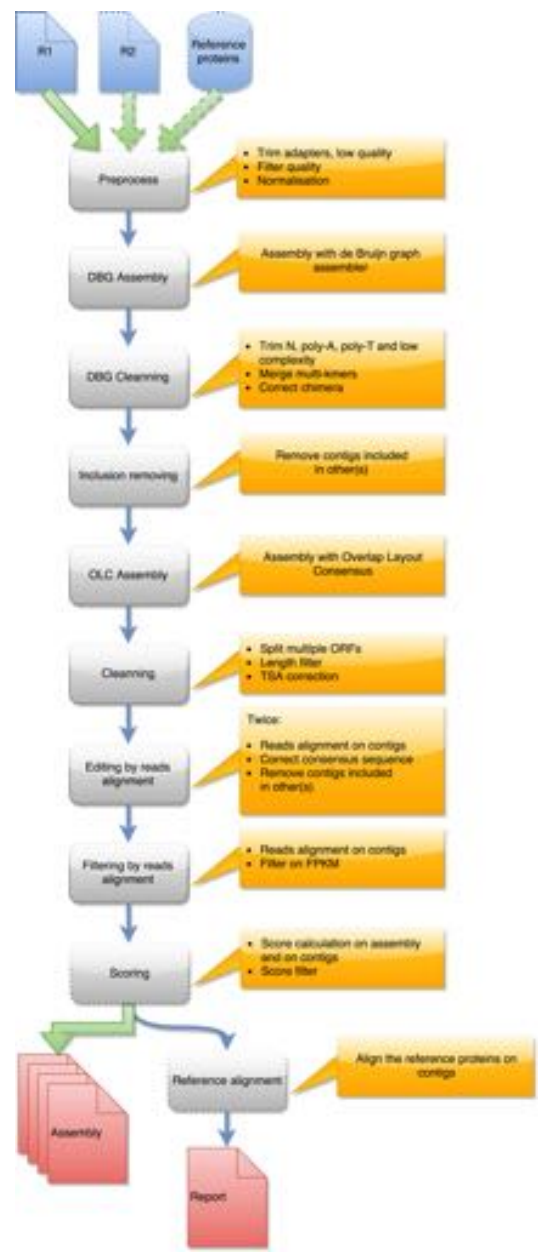 R1
R2
Reference
proteins
Preprocess
• Trim adapters, low quality
• Filter quality
• Normalisation
DBG Assembly
Assembly with de Bruijn graph
assembler
DBG Cleanning
• Trim N, poly-A, poly-T and low
complexity
• Merge multi-kmers
• Correct chimera
Inclusion removing
Remove contigs included
in other(s)
OLC Assembly
Assembly with Overlap Layout
Consensus
Cleanning
• Split multiple ORFs
• Length filter
• TSA correction
Editing by reads
alignment
Twice:
• Reads alignment on contigs
• Correct consensus sequence
• Remove contigs included
in other(s)
Filtering by reads
alignment
• Reads alignment on contigs
• Filter on FPKM
Scoring
• Score calculation on assembly
and on contigs
• Score filter
Reference alignment
Align the reference proteins on
contigs
Assembly
Report